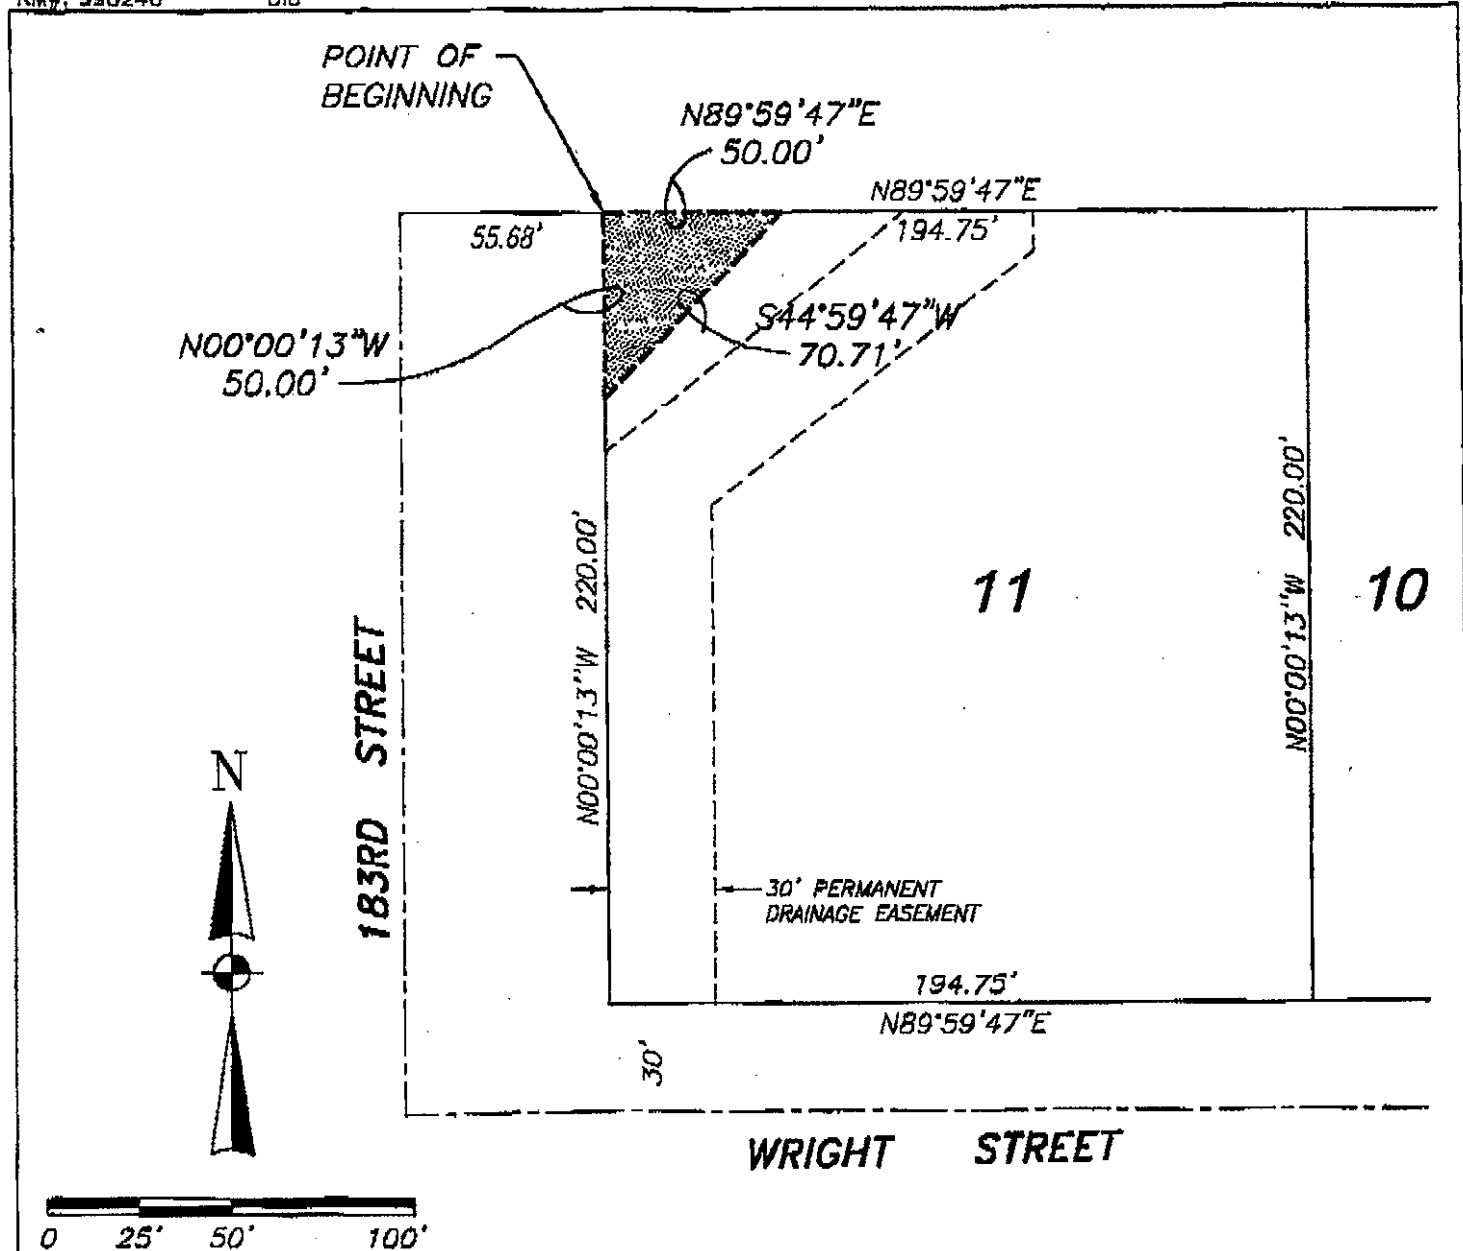 POINT OF
BEGINNING
N89°59'47"E
50.00'
N89°59'47"E
194.75'
55.68'
S44°59'47"W
70.71'
N00°00'13"W
50.00'
N00°00'13"W 220.00'
N00°00'13"W 220.00'
11
10
183RD STREET
N
30' PERMANENT
DRAINAGE EASEMENT
194.75'
N89°59'47"E
30'
WRIGHT STREET
0 25' 50' 100'